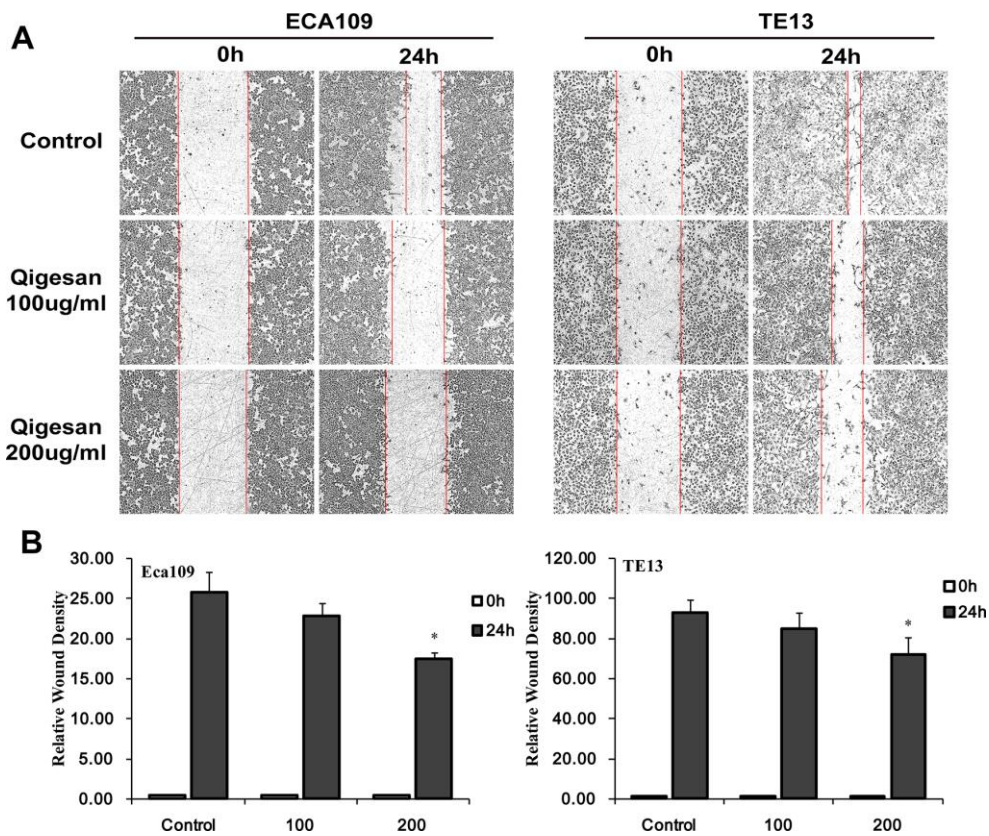 A
ECA109
TE13
0h
24h
0h
24h
Control
Qigesan
100ug/ml
Qigesan
200ug/ml
B
30.00
25.00
20.00
15.00
10.00
5.00
0.00
Relative Wound Density
Eca109
*
0h
24h
Control
100
200
120.00
100.00
80.00
60.00
40.00
20.00
0.00
Relative Wound Density
TE13
*
0h
24h
Control
100
200